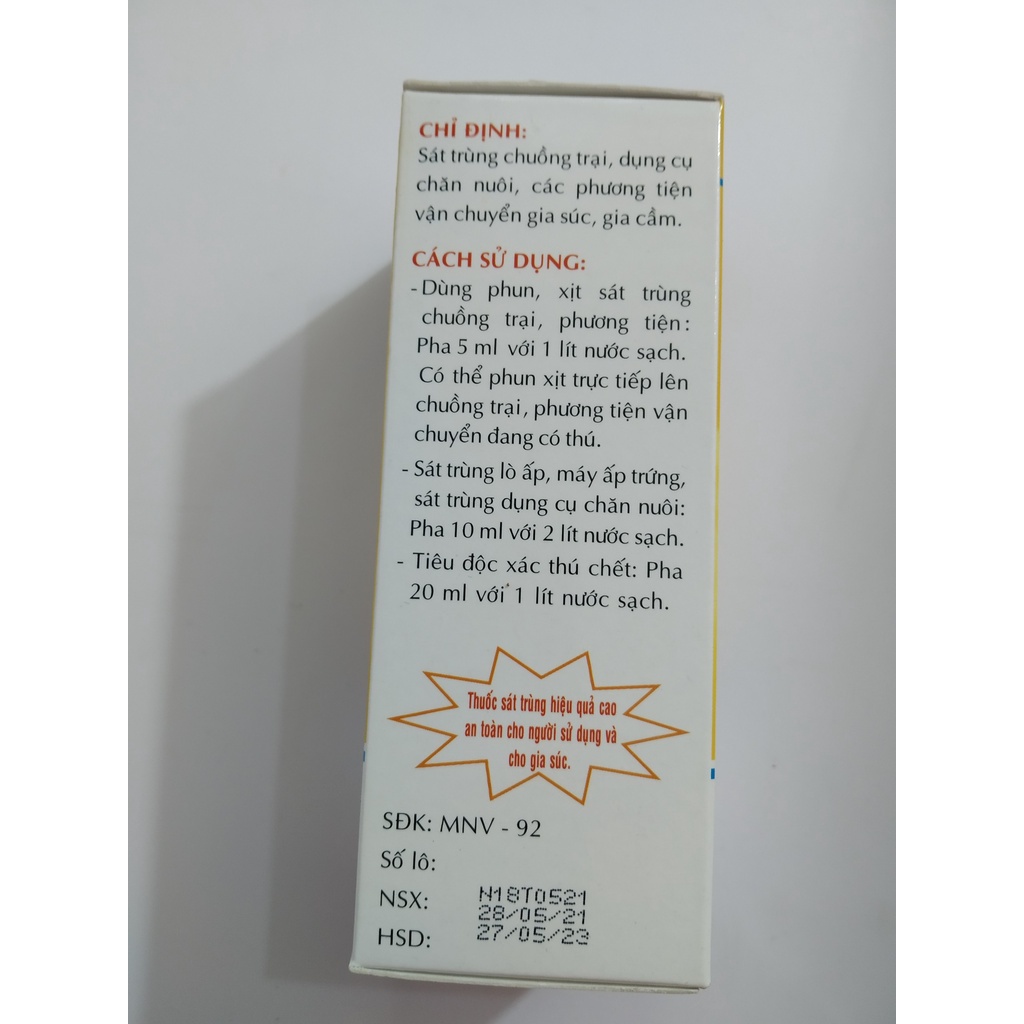 CHỈ ĐỊNH:
Sát trùng chuồng trại, dụng cụ
chăn nuôi, các phương tiện
vận chuyển gia súc, gia cầm.
CÁCH SỬ DỤNG:
- Dùng phun, xịt sát trùng
chuồng trại, phương tiện:
Pha 5 ml với 1 lít nước sạch.
Có thể phun xịt trực tiếp lên
chuồng trại, phương tiện vận
chuyển đang có thú.
- Sát trùng lò ấp, máy ấp trứng,
sát trùng dụng cụ chăn nuôi:
Pha 10 ml với 2 lít nước sạch.
- Tiêu độc xác thú chết: Pha
20 ml với 1 lít nước sạch.
Thuốc sát trùng hiệu quả cao
an toàn cho người sử dụng và
cho gia súc.
SĐK: MNV - 92
Số lô:
NSX: N18T0521
28/05/21
HSD: 27/05/23